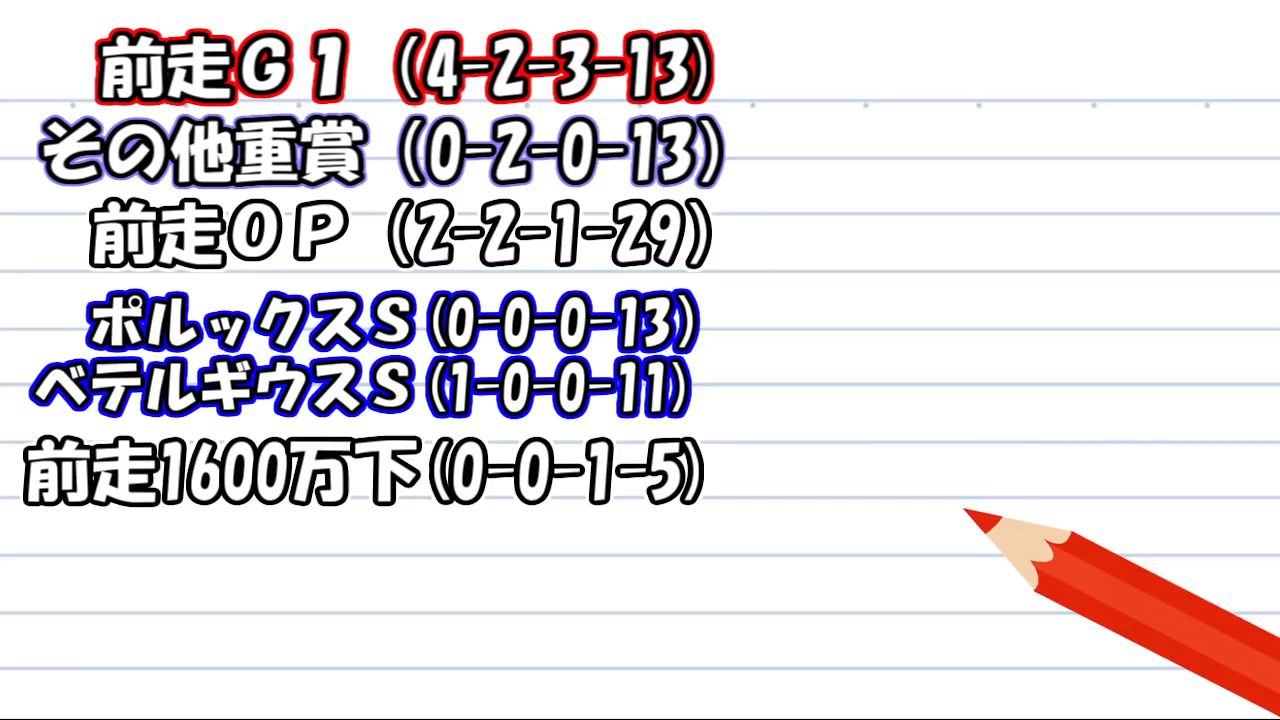 前走G1 (4-2-3-13)
その他重賞 (0-2-0-13)
前走OP (2-2-1-29)
ポルックスS (0-0-0-13)
ベテルギウスS (1-0-0-11)
前走1600万下 (0-0-1-5)